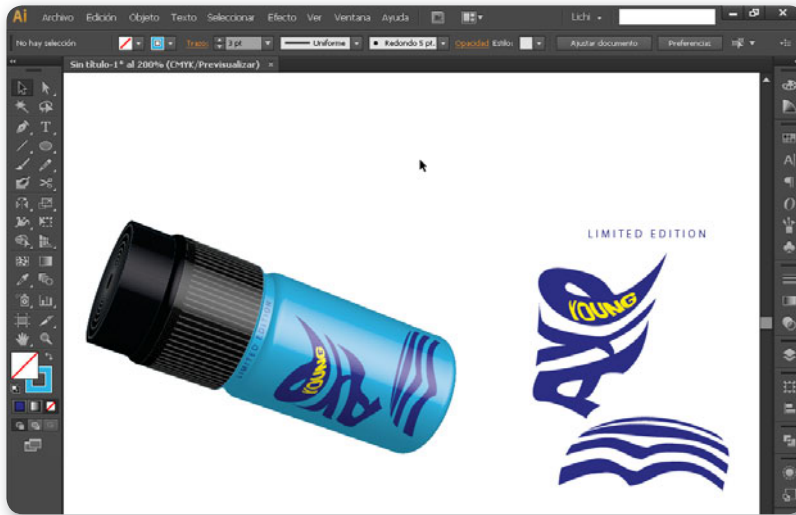 Ai Archivo Edición Objeto Texto Seleccionar Efecto Ver Ventana Ayuda Lichi
No hay selección Trazo: 3 pt Uniforme Redondo 5 pt. Opacidad Estilo: Ajustar documento Preferencias
Sin título-1* al 200% (CMYK/Previsualizar) ×
LIMITED EDITION
AXE
YOUNG
LIMITED EDITION
AXE
YOUNG